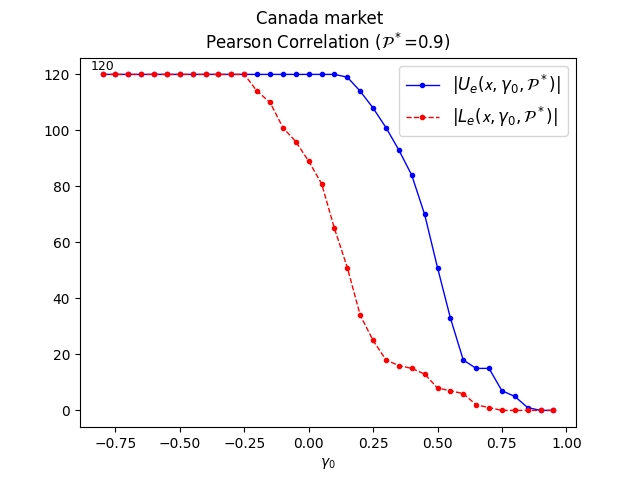 Canada market
Pearson Correlation (𝒫*=0.9)
120
|Uₑ(x, γ₀, 𝒫*)|
|Lₑ(x, γ₀, 𝒫*)|
120
100
80
60
40
20
0
−0.75 −0.50 −0.25 0.00 0.25 0.50 0.75 1.00
γ₀